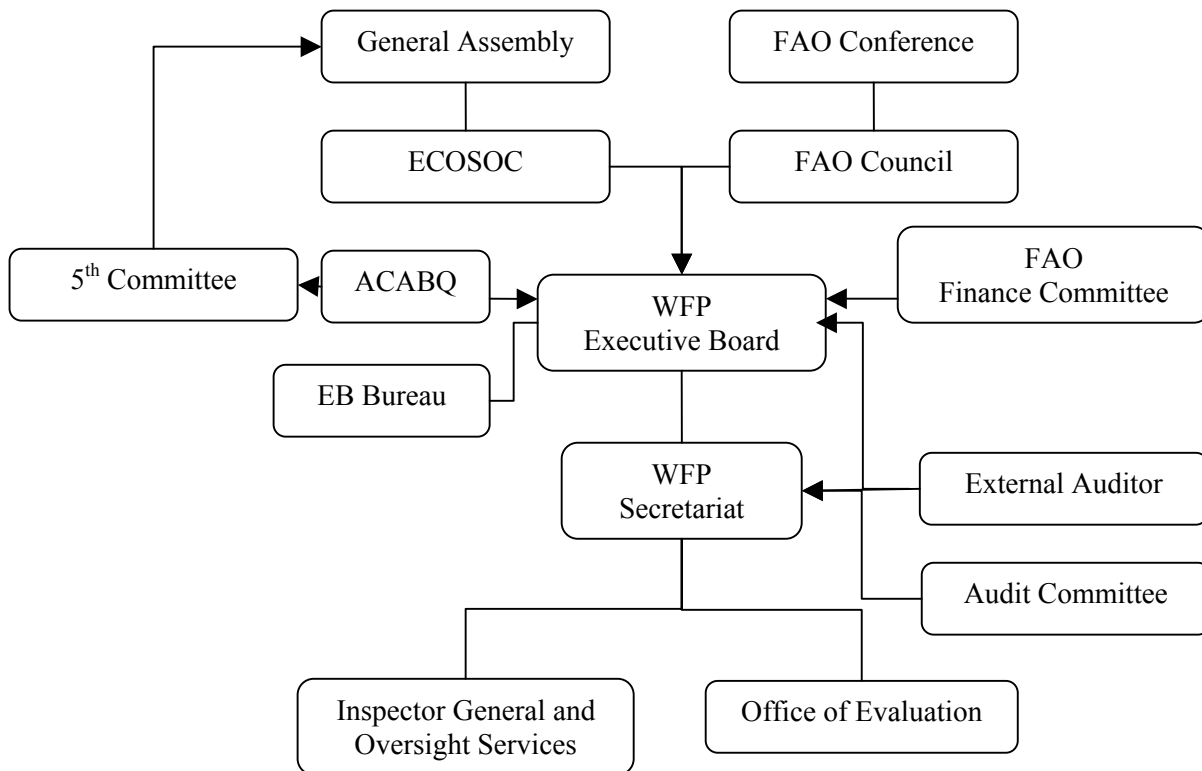 General Assembly
FAO Conference
ECOSOC
FAO Council
5th Committee
ACABQ
WFP
Executive Board
FAO
Finance Committee
EB Bureau
WFP
Secretariat
External Auditor
Audit Committee
Inspector General and
Oversight Services
Office of Evaluation